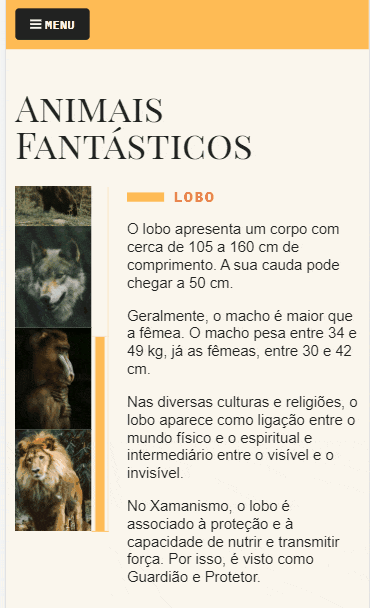 MENU
Animais
Fantásticos
LOBO
O lobo apresenta um corpo com
cerca de 105 a 160 cm de
comprimento. A sua cauda pode
chegar a 50 cm.
Geralmente, o macho é maior que
a fêmea. O macho pesa entre 34 e
49 kg, já as fêmeas, entre 30 e 42
cm.
Nas diversas culturas e religiões, o
lobo aparece como ligação entre o
mundo físico e o espiritual e
intermediário entre o visível e o
invisível.
No Xamanismo, o lobo é
associado à proteção e à
capacidade de nutrir e transmitir
força. Por isso, é visto como
Guardião e Protetor.